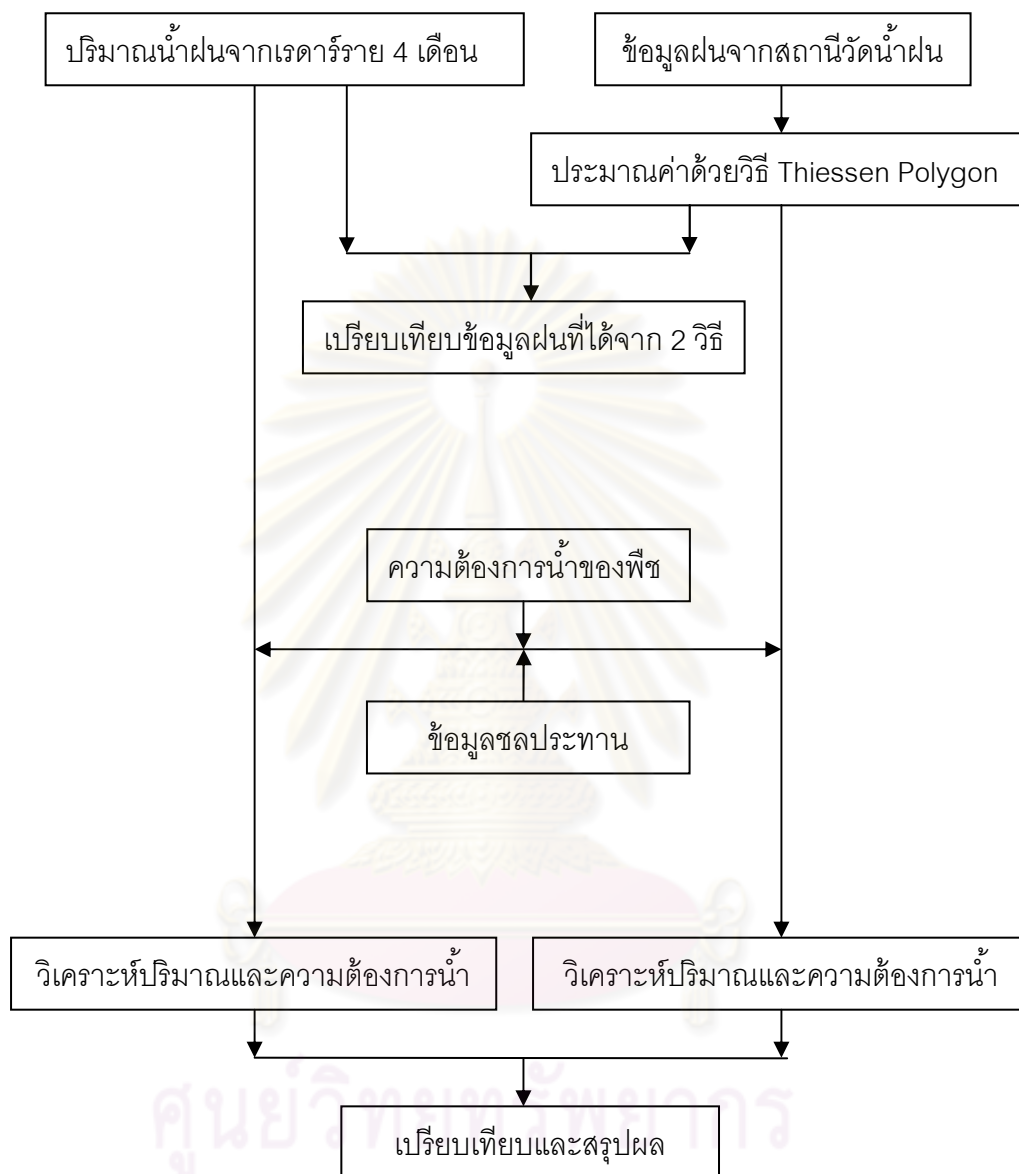 ปริมาณน้ำฝนจากเรดาร์ราย 4 เดือน
ข้อมูลฝนจากสถานีวัดน้ำฝน
ประมาณค่าด้วยวิธี Thiessen Polygon
เปรียบเทียบข้อมูลฝนที่ได้จาก 2 วิธี
ความต้องการน้ำของพืช
ข้อมูลชลประทาน
วิเคราะห์ปริมาณและความต้องการน้ำ
วิเคราะห์ปริมาณและความต้องการน้ำ
ศูนย์วิทยทรัพยากร
เปรียบเทียบและสรุปผล